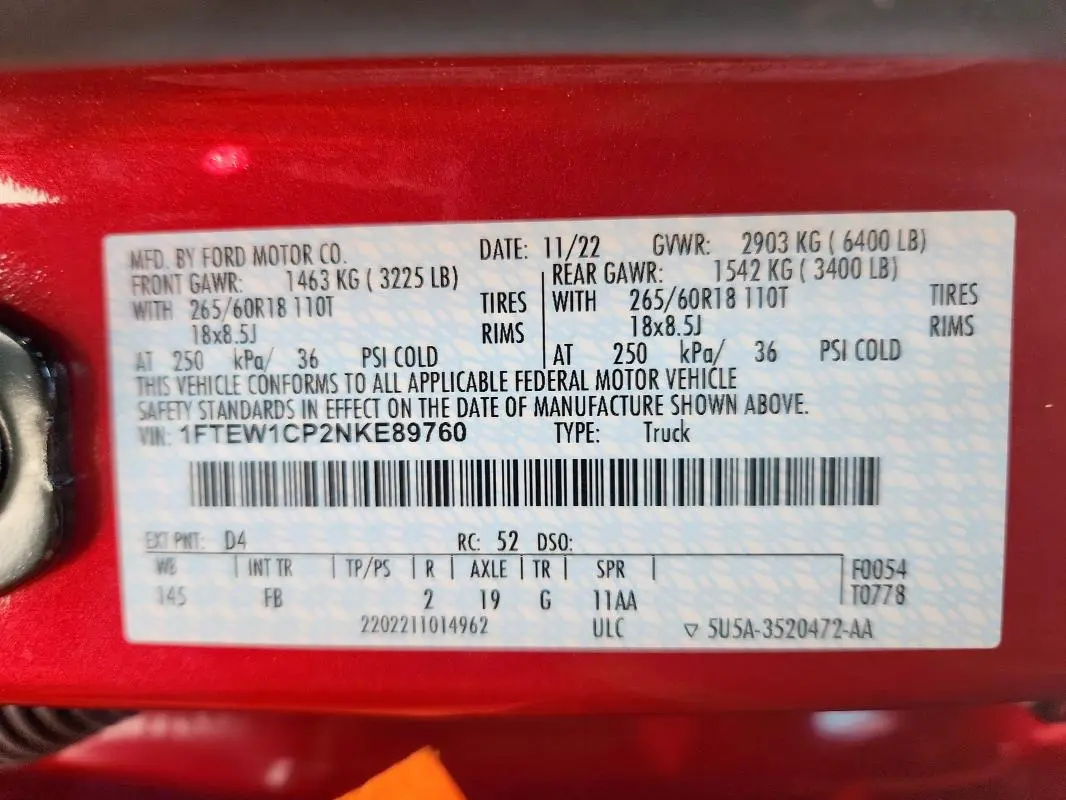 MFD. BY FORD MOTOR CO. DATE: 11/22 GVWR: 2903 KG ( 6400 LB)
FRONT GAWR: 1463 KG ( 3225 LB) REAR GAWR: 1542 KG ( 3400 LB)
WITH 265/60R18 110T TIRES WITH 265/60R18 110T TIRES
18x8.5J RIMS 18x8.5J RIMS
AT 250 kPa/ 36 PSI COLD AT 250 kPa/ 36 PSI COLD
THIS VEHICLE CONFORMS TO ALL APPLICABLE FEDERAL MOTOR VEHICLE
SAFETY STANDARDS IN EFFECT ON THE DATE OF MANUFACTURE SHOWN ABOVE.
VIN: 1FTEW1CP2NKE89760 TYPE: Truck
EXT PNT: D4 RC: 52 DSO:
WB | INT TR | TP/PS | R | AXLE | TR | SPR | F0054
145 FB 2 19 G 11AA T0778
2202211014962 ULC ▽ 5U5A-3520472-AA